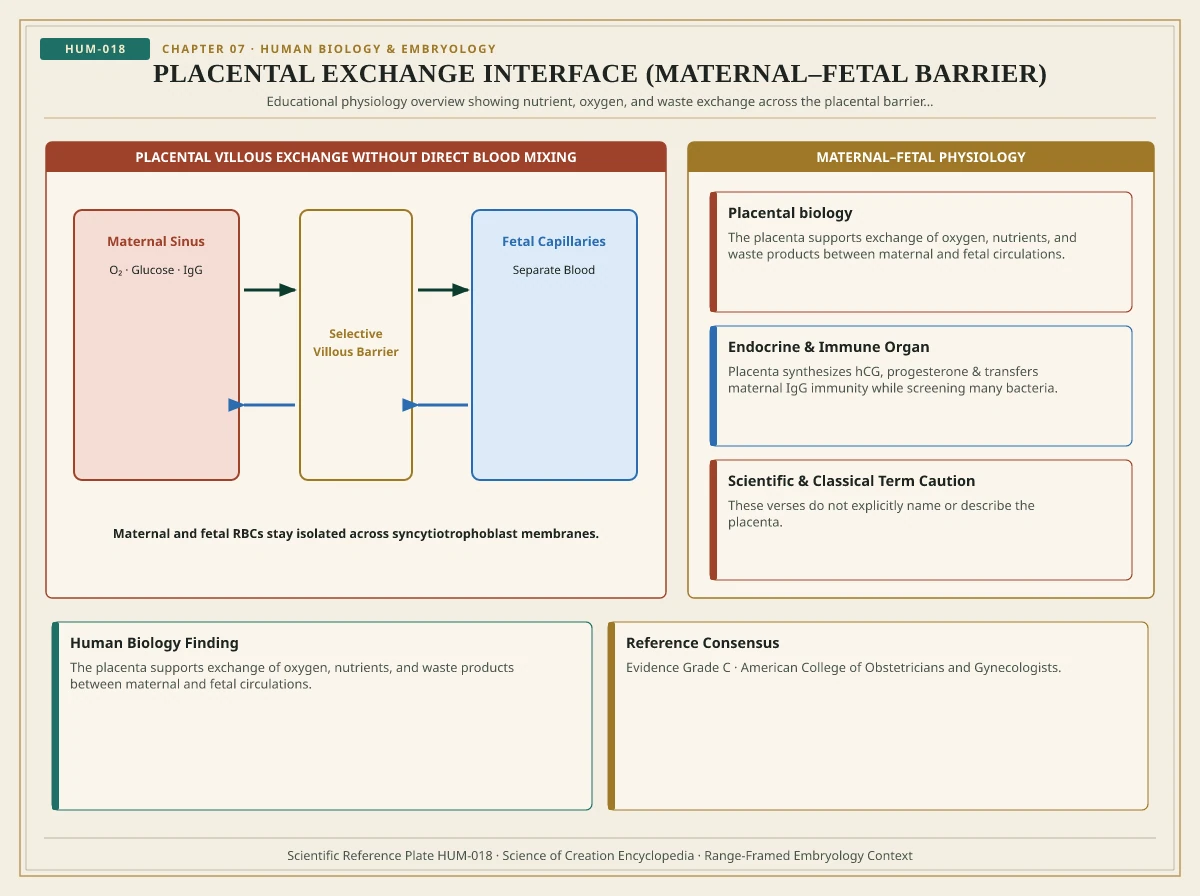 HUM-018
CHAPTER 07 · HUMAN BIOLOGY & EMBRYOLOGY
PLACENTAL EXCHANGE INTERFACE (MATERNAL–FETAL BARRIER)
Educational physiology overview showing nutrient, oxygen, and waste exchange across the placental barrier...
PLACENTAL VILLOUS EXCHANGE WITHOUT DIRECT BLOOD MIXING
Maternal Sinus
O₂ · Glucose · IgG
Selective
Villous Barrier
Fetal Capillaries
Separate Blood
Maternal and fetal RBCs stay isolated across syncytiotrophoblast membranes.
MATERNAL–FETAL PHYSIOLOGY
Placental biology
The placenta supports exchange of oxygen, nutrients, and
waste products between maternal and fetal circulations.
Endocrine & Immune Organ
Placenta synthesizes hCG, progesterone & transfers
maternal IgG immunity while screening many bacteria.
Scientific & Classical Term Caution
These verses do not explicitly name or describe the
placenta.
Human Biology Finding
The placenta supports exchange of oxygen, nutrients, and waste products
between maternal and fetal circulations.
Reference Consensus
Evidence Grade C · American College of Obstetricians and Gynecologists.
Scientific Reference Plate HUM-018 · Science of Creation Encyclopedia · Range-Framed Embryology Context